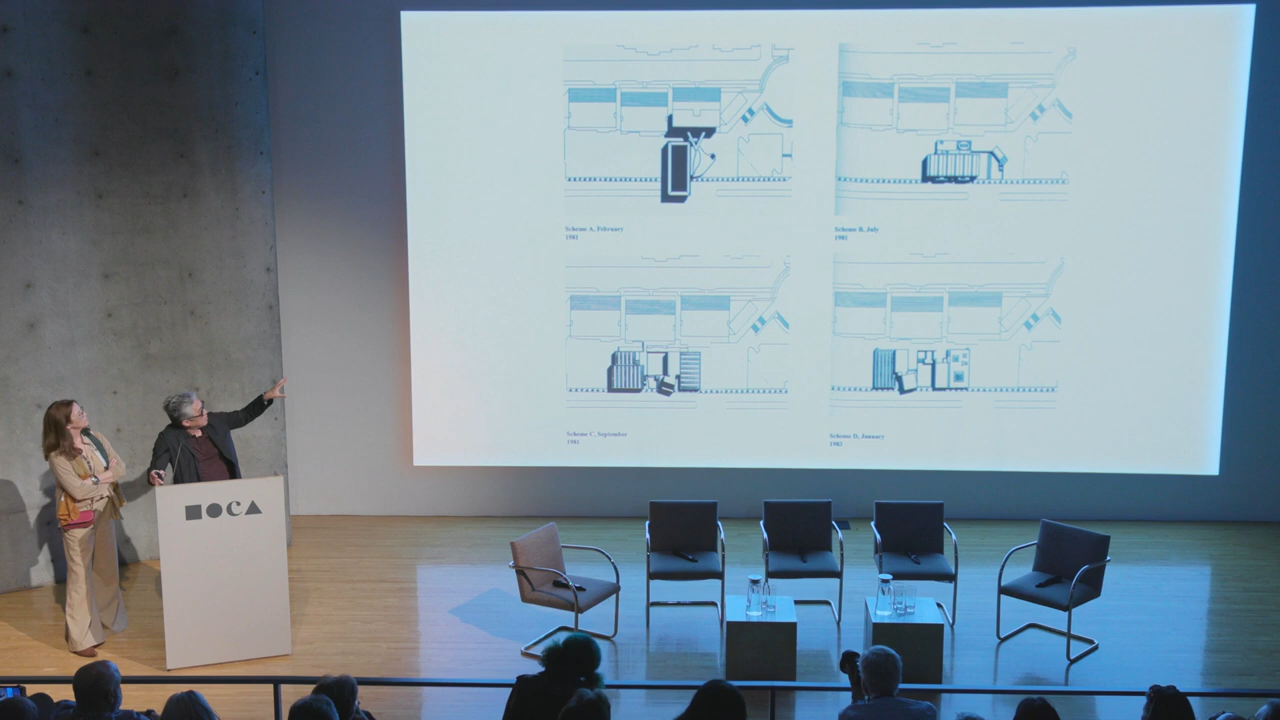 Scheme A, February
1981
Scheme B, July
1981
Scheme C, September
1981
Scheme D, January
1982
MOCA